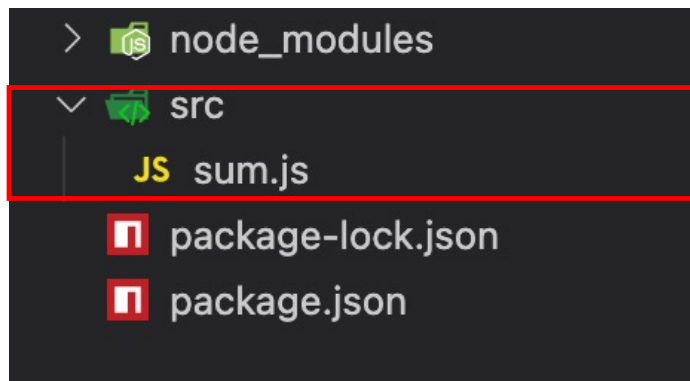 node_modules
src
JS sum.js
package-lock.json
package.json